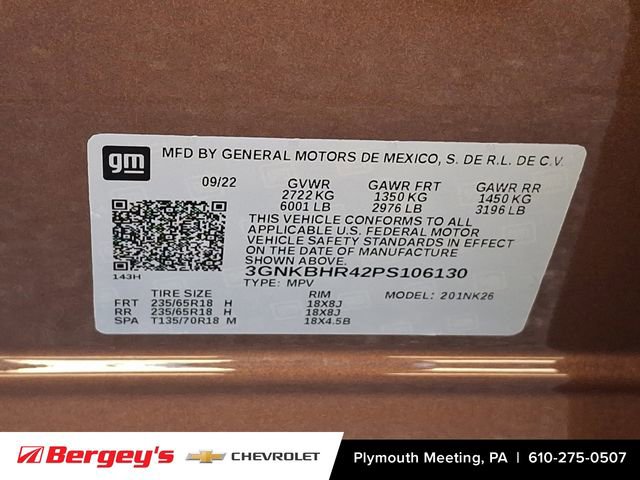 gm MFD BY GENERAL MOTORS DE MEXICO, S. DE R.L. DE C.V.
09/22 GVWR GAWR FRT GAWR RR
2722 KG 1350 KG 1450 KG
6001 LB 2976 LB 3196 LB
THIS VEHICLE CONFORMS TO ALL
APPLICABLE U.S. FEDERAL MOTOR
VEHICLE SAFETY STANDARDS IN EFFECT
ON THE DATE OF MANUFACTURE
SHOWN ABOVE.
143H 3GNKBHR42PS106130
TYPE: MPV MODEL: 201NK26
TIRE SIZE RIM
FRT 235/65R18 H 18X8J
RR 235/65R18 H 18X8J
SPA T135/70R18 M 18X4.5B
Bergey's CHEVROLET Plymouth Meeting, PA | 610-275-0507